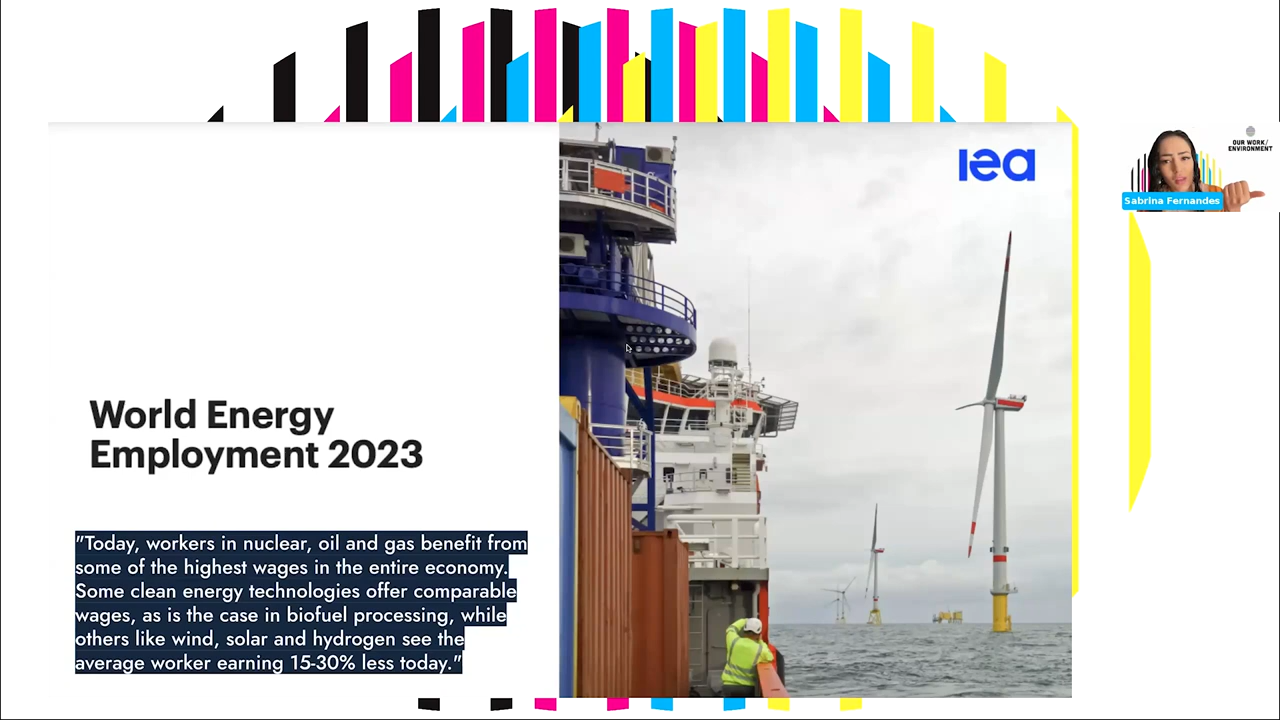 iea
OUR WORK/
ENVIRONMENT
Sabrina Fernandes
World Energy
Employment 2023
"Today, workers in nuclear, oil and gas benefit from
some of the highest wages in the entire economy.
Some clean energy technologies offer comparable
wages, as is the case in biofuel processing, while
others like wind, solar and hydrogen see the
average worker earning 15-30% less today."